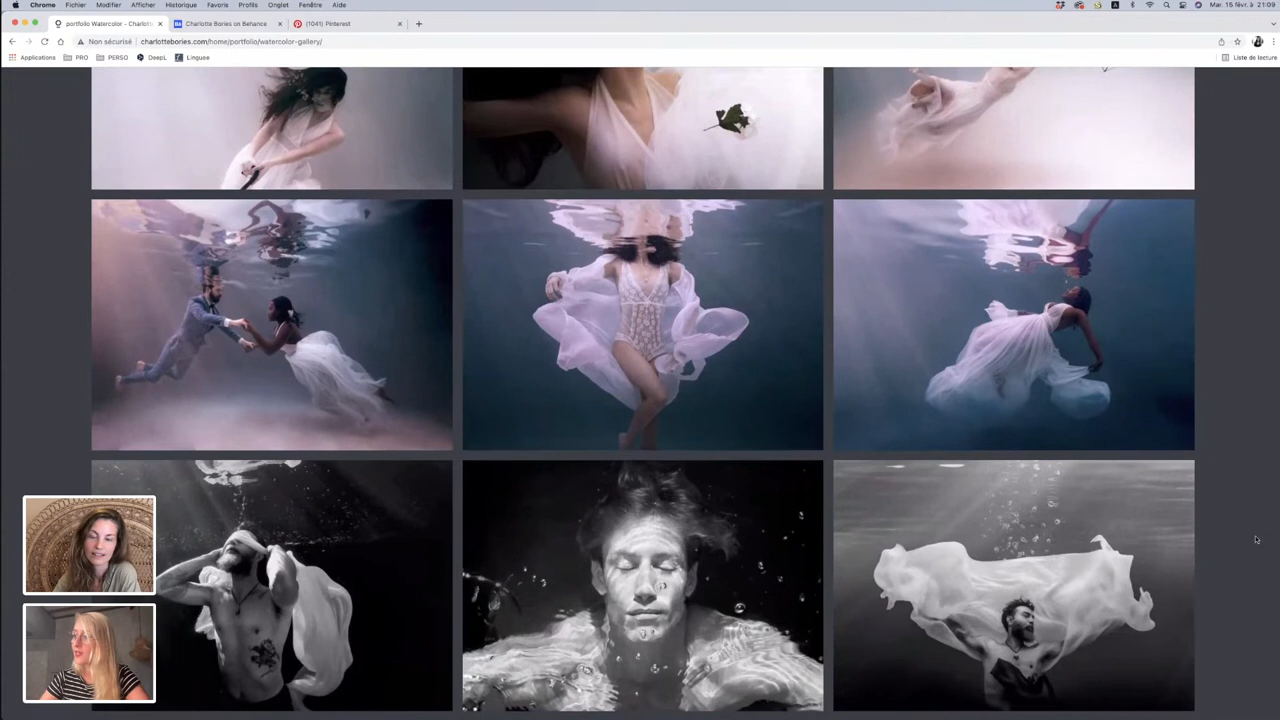 Chrome Fichier Modifier Afficher Historique Favoris Profils Onglet Fenêtre Aide
A
Mar. 15 févr. à 21:09
portfolio Watercolor – Charlott
Charlotte Bories on Behance
(1041) Pinterest
Non sécurisé charlottebories.com/home/portfolio/watercolor-gallery/
Applications PRO PERSO DeepL Linguee
Liste de lecture